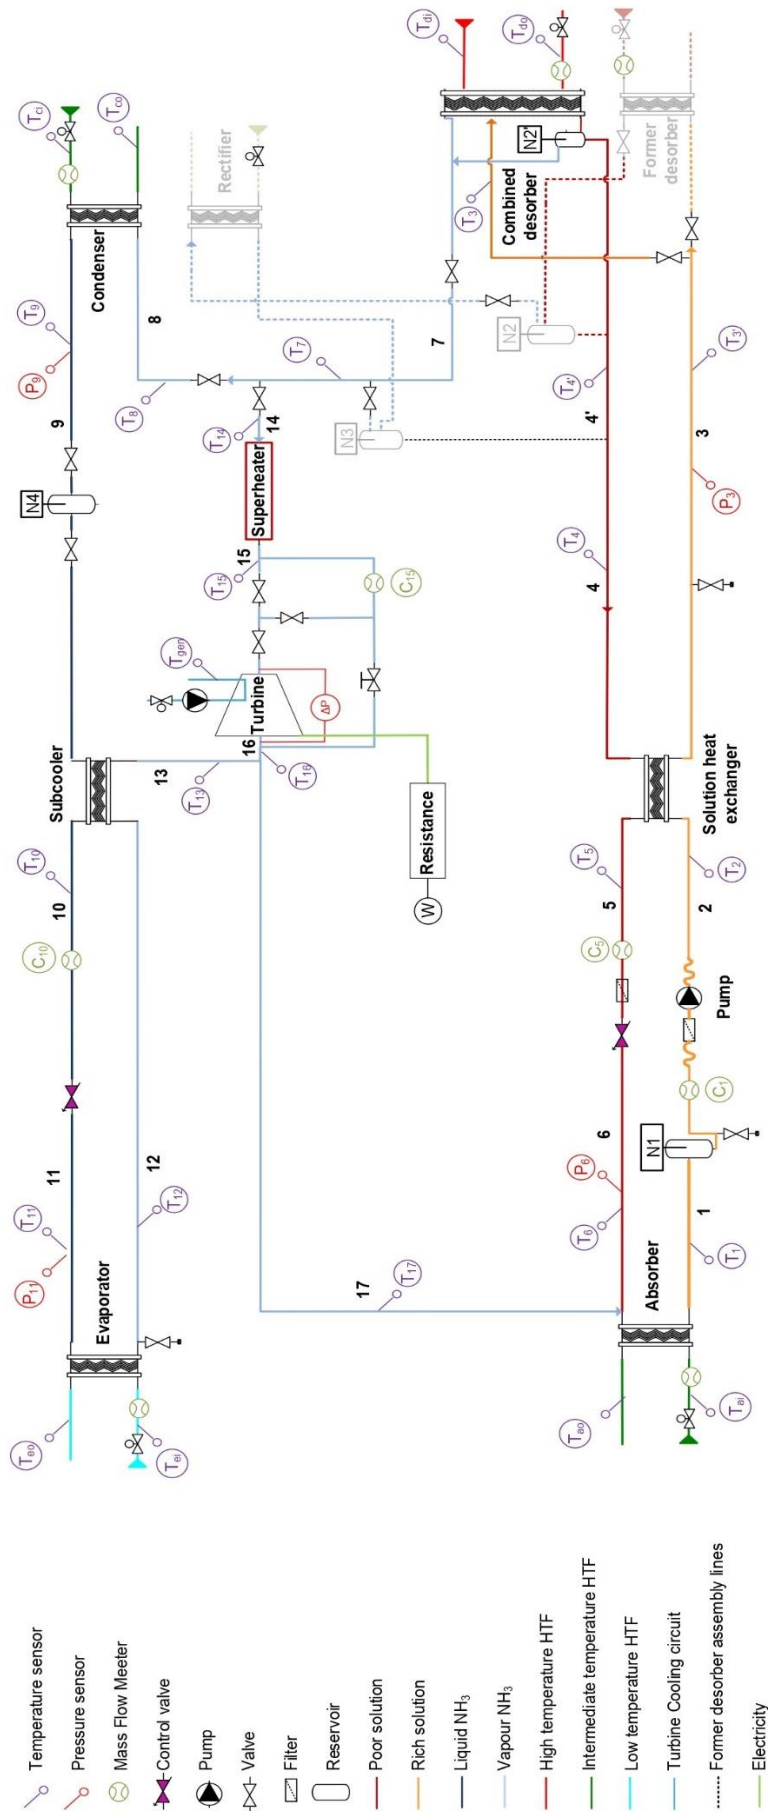 Temperature sensor
Pressure sensor
Mass Flow Meeter
Control valve
Pump
Valve
Filter
Reservoir
Poor solution
Rich solution
Liquid NH₃
Vapour NH₃
High temperature HTF
Intermediate temperature HTF
Low temperature HTF
Turbine Cooling circuit
Former desorber assembly lines
Electricity
Teo
Tei
P11
T11
11
Evaporator
12
T12
C10
10
T10
Subcooler
13
T13
N4
9
P9
T9
T8
8
Condenser
Tci
Tco
Rectifier
17
T17
W
Resistance
16
T16
Turbine
Tgen
ΔP
15
T15
C15
Superheater
14
T14
T7
N3
7
N2
Combined
desorber
T3
N2'
Tdi
Tdo
Former
desorber
Tao
Tai
Absorber
T6
P6
6
1
T1
N1
C1
C5
5
T5
Pump
2
T2
Solution heat
exchanger
4
T4
4'
T4'
P3
3
T3'